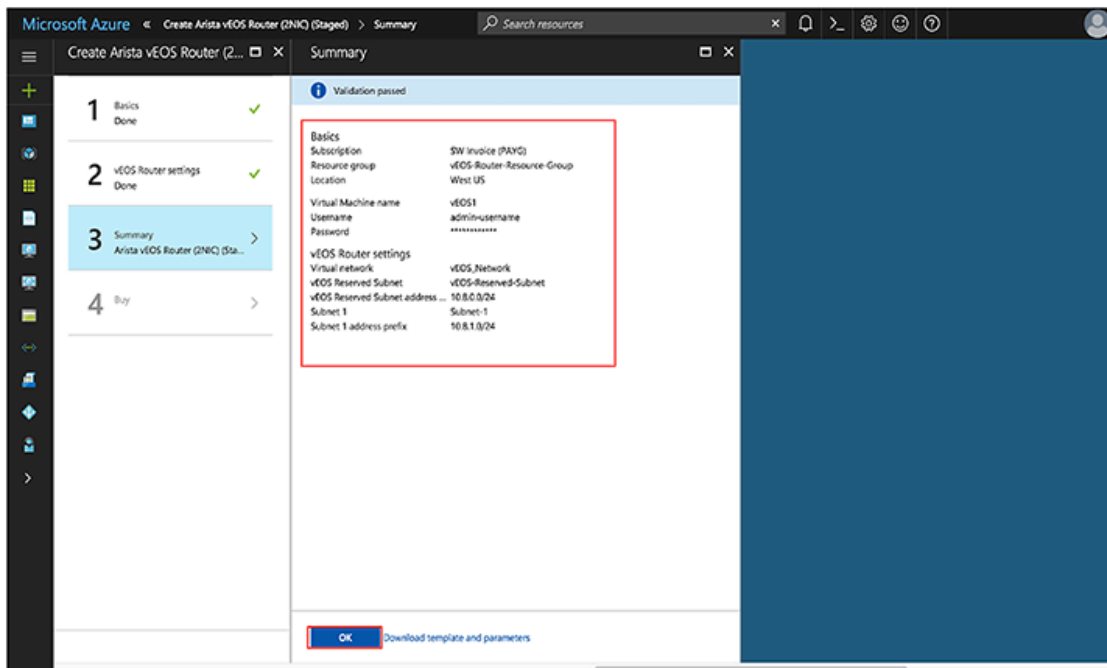 Microsoft Azure « Create Arista vEOS Router (2NIC) (Staged) > Summary Search resources
Create Arista vEOS Router (2...
Summary
Validation passed
1 Basics
Done
2 vEOS Router settings
Done
3 Summary
Arista vEOS Router (2NIC) (Sta...
4 Buy
Basics
Subscription SW Invoice (PAYG)
Resource group vEOS-Router-Resource-Group
Location West US
Virtual Machine name vEOS1
Username admin-username
Password ************
vEOS Router settings
Virtual network vEOS_Network
vEOS Reserved Subnet vEOS-Reserved-Subnet
vEOS Reserved Subnet address ... 10.8.0.0/24
Subnet 1 Subnet-1
Subnet 1 address prefix 10.8.1.0/24
OK Download template and parameters